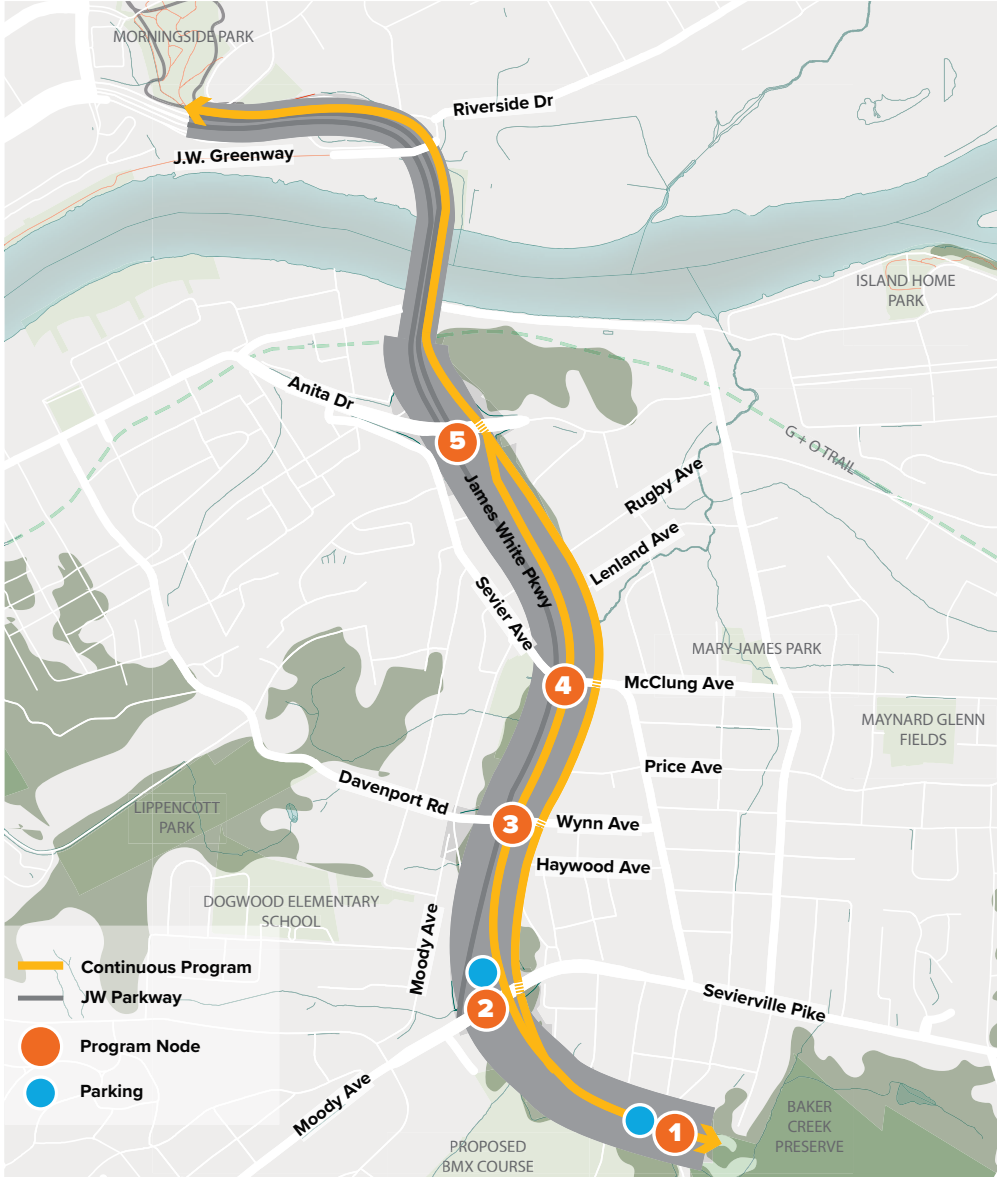 MORNINGSIDE PARK
Riverside Dr
J.W. Greenway
ISLAND HOME
PARK
Anita Dr
5
G + O TRAIL
Rugby Ave
James White Pkwy
Lenland Ave
Sevier Ave
MARY JAMES PARK
4
McClung Ave
MAYNARD GLENN
FIELDS
Price Ave
Davenport Rd
LIPPENCOTT
PARK
3
Wynn Ave
Haywood Ave
DOGWOOD ELEMENTARY
SCHOOL
Moody Ave
Continuous Program
JW Parkway
2
Sevierville Pike
Program Node
Parking
Moody Ave
1
BAKER
CREEK
PRESERVE
PROPOSED
BMX COURSE